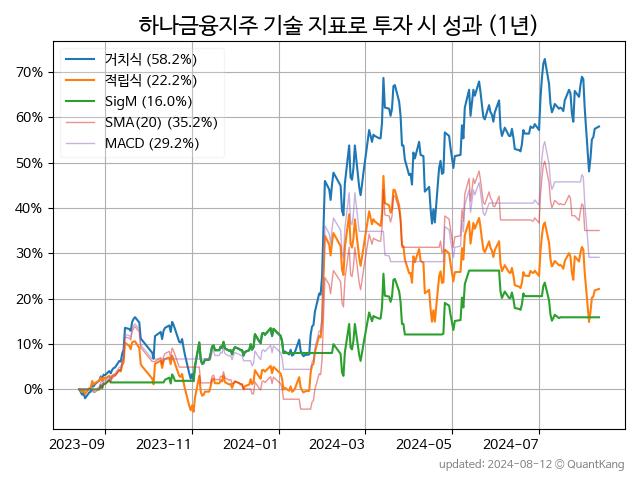 하나금융지주 기술 지표로 투자 시 성과 (1년)
거치식 (58.2%)
적립식 (22.2%)
SigM (16.0%)
SMA(20) (35.2%)
MACD (29.2%)
70%
60%
50%
40%
30%
20%
10%
0%
2023-09 2023-11 2024-01 2024-03 2024-05 2024-07
updated: 2024-08-12 © QuantKang